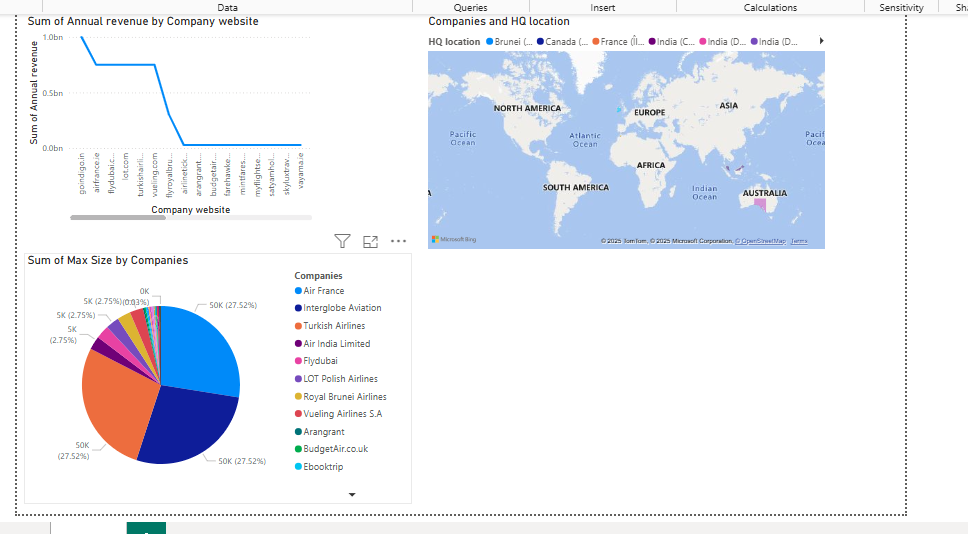 Data
Queries
Insert
Calculations
Sensitivity
Sh
Sum of Annual revenue by Company website
Sum of Annual revenue
1.0bn
0.5bn
0.0bn
goindigo.in
airfrance.ie
flydubai.c...
lot.com
turkishairli...
vueling.com
flyroyalbru...
airlinetick...
arangrant...
budgetair....
farehawke...
mintfares...
myflightse...
satyamhol...
skyluxtrav...
vayama.ie
Company website
Companies and HQ location
HQ location
Brunei (...
Canada (...
India (C...
India (D...
India (D...
NORTH AMERICA
EUROPE
ASIA
Pacific
Ocean
Atlantic
Ocean
AFRICA
SOUTH AMERICA
Indian
Ocean
AUSTRALIA
Pacif
Ocea
A
Microsoft Bing
© 2025 TomTom, © 2025 Microsoft Corporation, © OpenStreetMap Terms
Sum of Max Size by Companies
0K
5K (2.75%)
(0.03%)
5K (2.75%)
5K
(2.75%)
50K (27.52%)
50K
(27.52%)
50K (27.52%)
Companies
Air France
Interglobe Aviation
Turkish Airlines
Air India Limited
Flydubai
LOT Polish Airlines
Royal Brunei Airlines
Vueling Airlines S.A
Arangrant
BudgetAir.co.uk
Ebooktrip